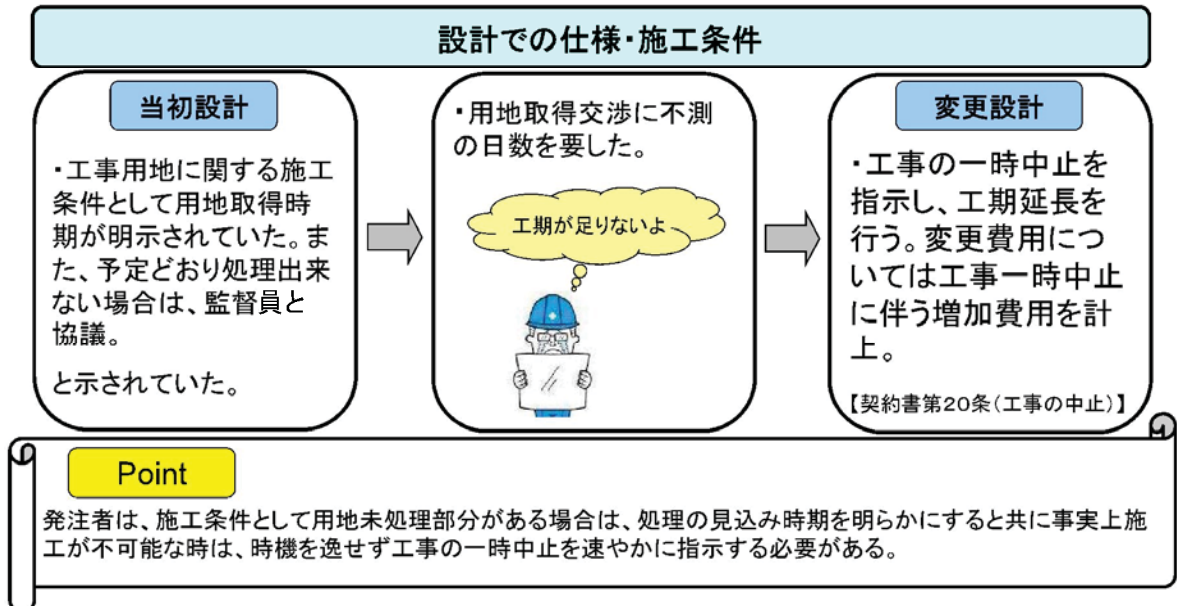 設計での仕様・施工条件
当初設計
・工事用地に関する施工
条件として用地取得時
期が明示されていた。ま
た、予定どおり処理出来
ない場合は、監督員と
協議。
と示されていた。
・用地取得交渉に不測
の日数を要した。
工期が足りないよ
変更設計
・工事の一時中止を
指示し、工期延長を
行う。変更費用につ
いては工事一時中止
に伴う増加費用を計
上。
【契約書第20条(工事の中止)】
Point
発注者は、施工条件として用地未処理部分がある場合は、処理の見込み時期を明らかにすると共に事実上施
工が不可能な時は、時機を逸せず工事の一時中止を速やかに指示する必要がある。